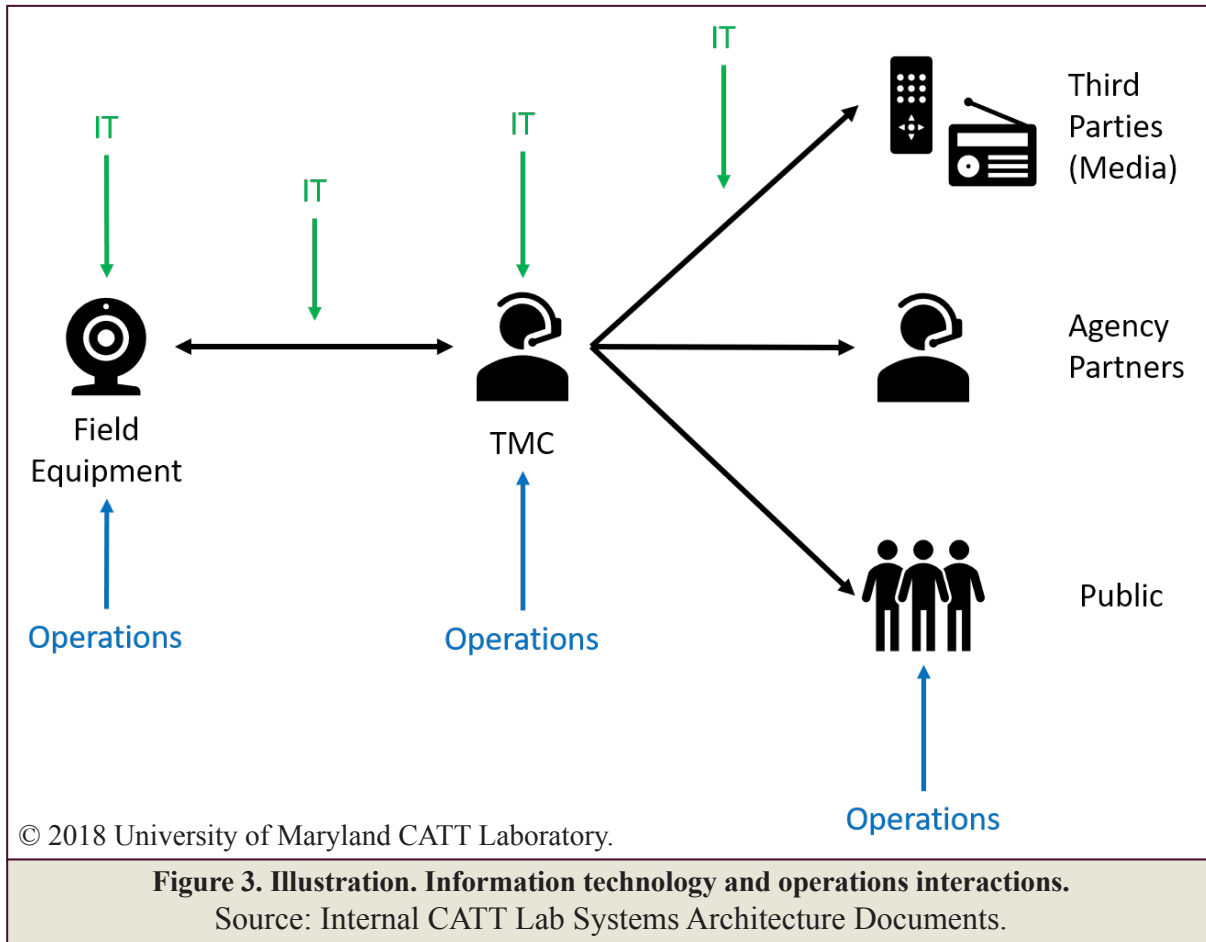 IT
IT
IT
IT
Third
Parties
(Media)
Field
Equipment
TMC
Agency
Partners
Public
Operations
Operations
Operations
© 2018 University of Maryland CATT Laboratory.
Figure 3. Illustration. Information technology and operations interactions.
Source: Internal CATT Lab Systems Architecture Documents.